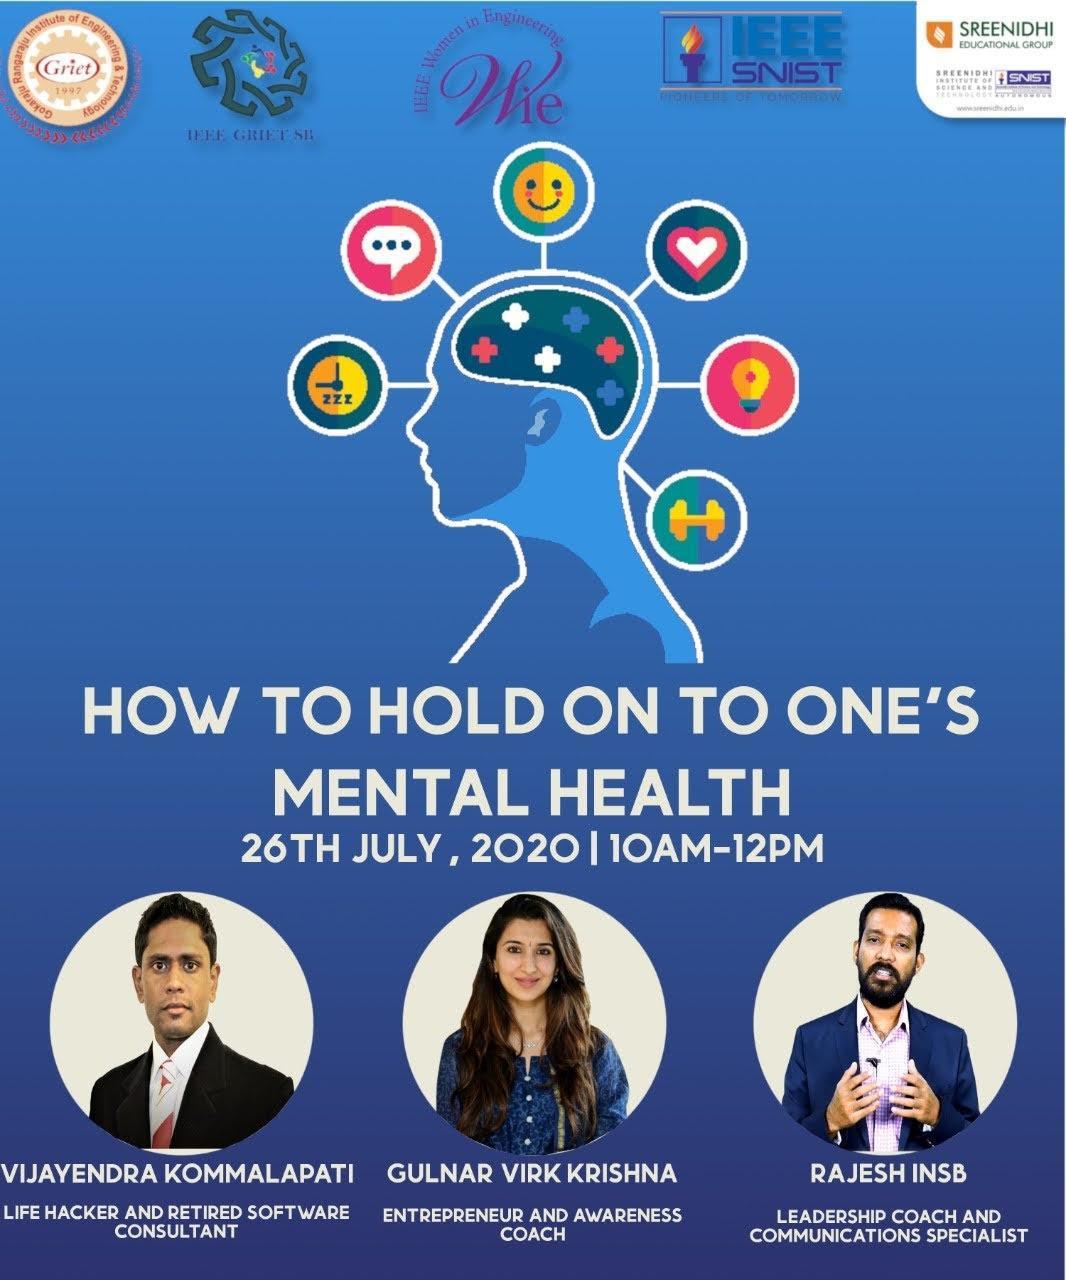 Gokaraju Rangaraju Institute of Engineering & Technology
Griet
1997
IEEE GRIET SB
IEEE Women in Engineering
Wie
IEEE
SNIST
PIONEERS OF TOMORROW
SREENIDHI
EDUCATIONAL GROUP
SREENIDHI
INSTITUTE OF
SCIENCE AND
TECHNOLOGY
SNIST
AUTONOMOUS
www.sreenidhi.edu.in
zzz
HOW TO HOLD ON TO ONE'S
MENTAL HEALTH
26TH JULY, 2020 | 10AM-12PM
VIJAYENDRA KOMMALAPATI
LIFE HACKER AND RETIRED SOFTWARE
CONSULTANT
GULNAR VIRK KRISHNA
ENTREPRENEUR AND AWARENESS
COACH
RAJESH INSB
LEADERSHIP COACH AND
COMMUNICATIONS SPECIALIST